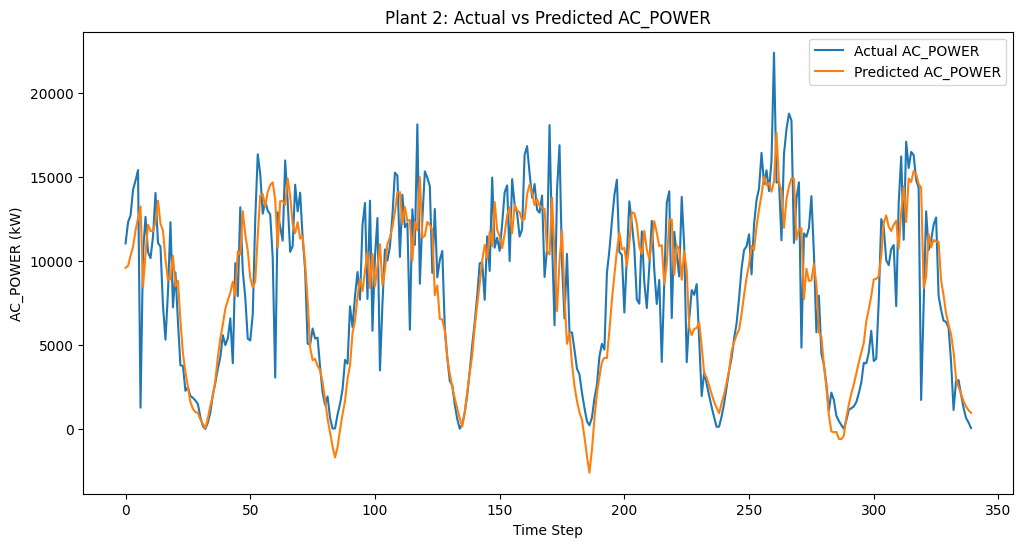 Plant 2: Actual vs Predicted AC_POWER
Actual AC_POWER
Predicted AC_POWER
AC_POWER (kW)
20000
15000
10000
5000
0
0
50
100
150
200
250
300
350
Time Step